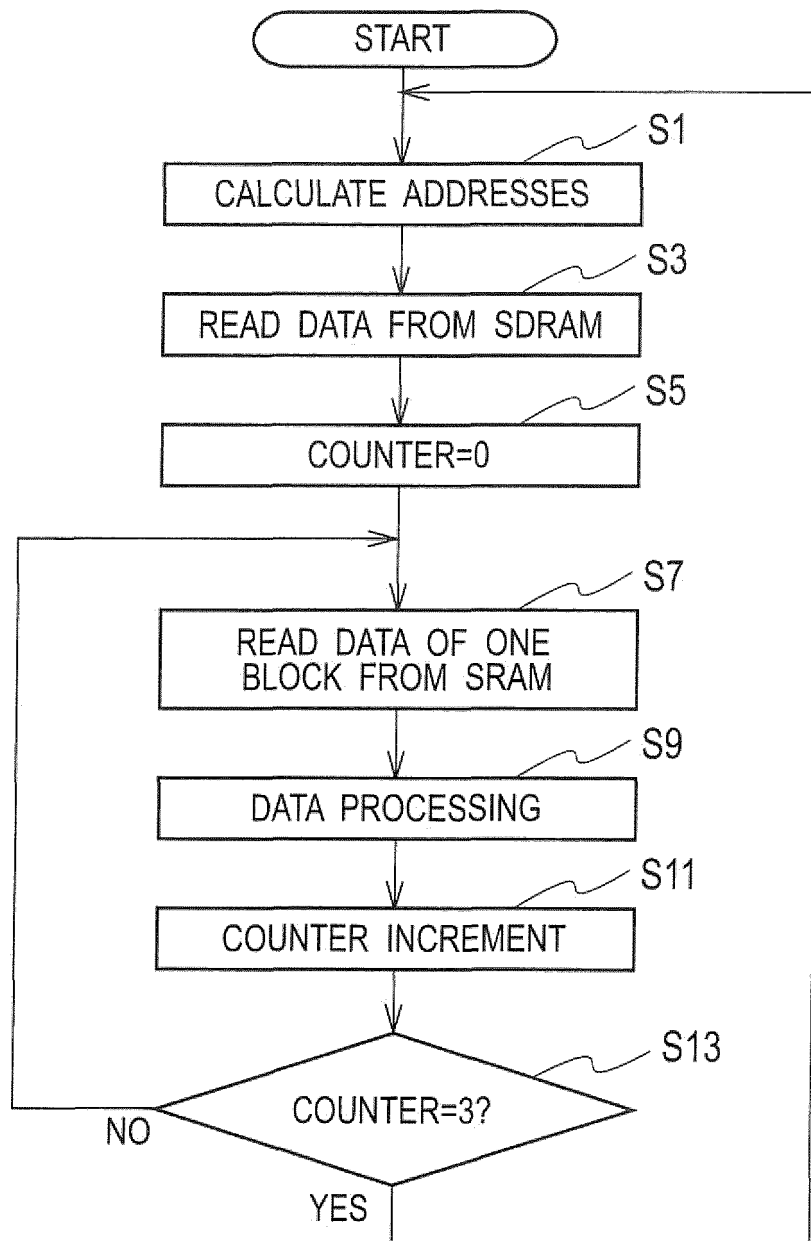 START
S1
CALCULATE ADDRESSES
S3
READ DATA FROM SDRAM
S5
COUNTER=0
S7
READ DATA OF ONE
BLOCK FROM SRAM
S9
DATA PROCESSING
S11
COUNTER INCREMENT
S13
COUNTER=3?
NO
YES